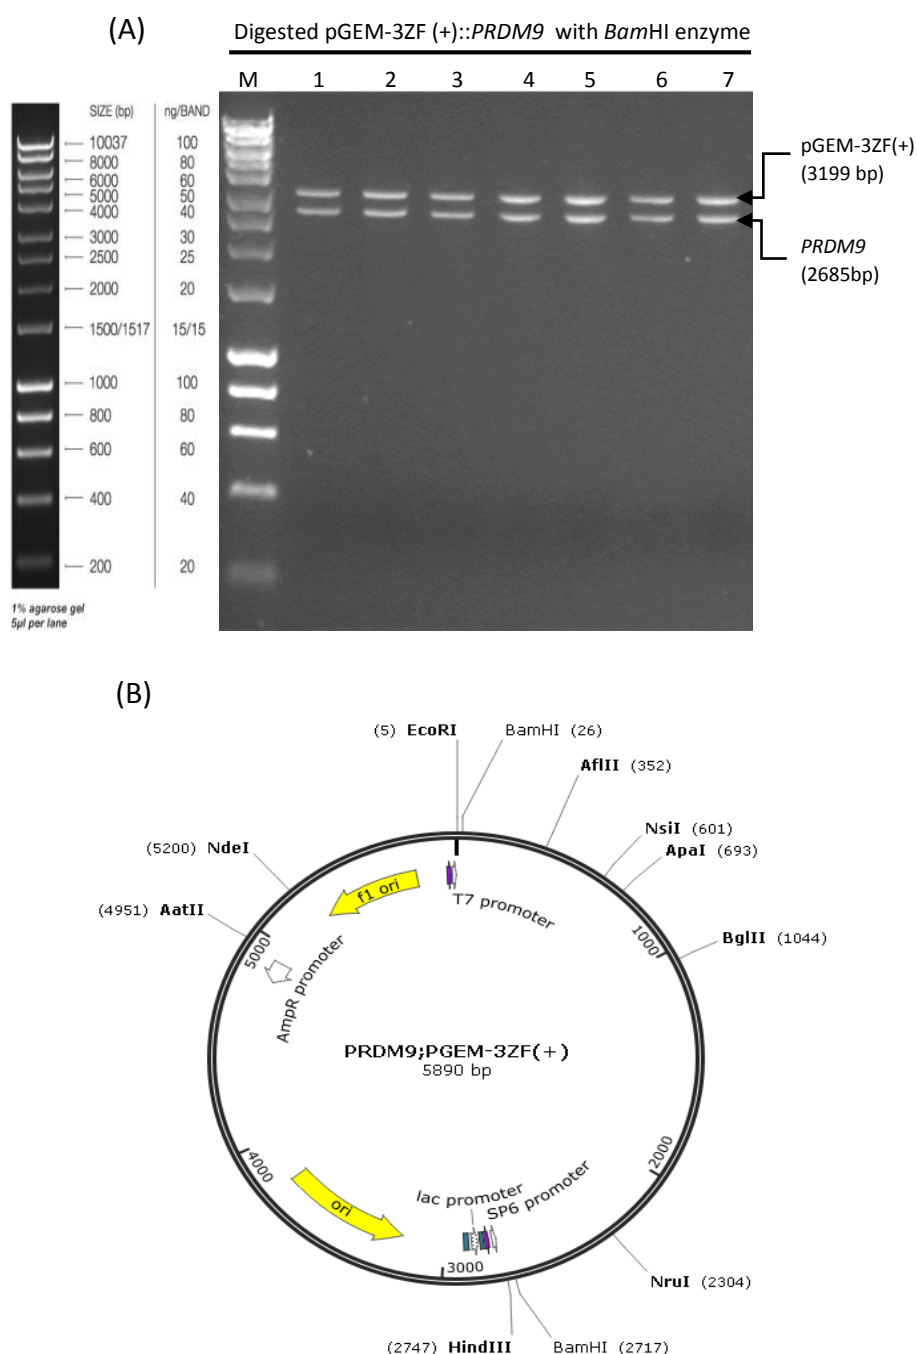 (A)
Digested pGEM-3ZF (+)::PRDM9 with BamHI enzyme
M 1 2 3 4 5 6 7
SIZE (bp) ng/BAND
10037 100
8000 80
6000 60
5000 50
4000 40
3000 30
2500 25
2000 20
1500/1517 15/15
1000 100
800 80
600 60
400 40
200 20
1% agarose gel
5µl per lane
pGEM-3ZF(+)
(3199 bp)
PRDM9
(2685bp)
(B)
(5) EcoRI
BamHI (26)
AflII (352)
NsiI (601)
ApaI (693)
BglII (1044)
(5200) NdeI
(4951) AatII
f1 ori
T7 promoter
5000
1000
AmpR promoter
PRDM9;PGEM-3ZF(+)
5890 bp
4000
2000
ori
lac promoter
SP6 promoter
3000
NruI (2304)
(2747) HindIII
BamHI (2717)